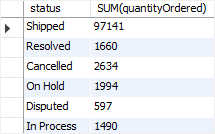 status SUM(quantityOrdered)
Shipped 97141
Resolved 1660
Cancelled 2634
On Hold 1994
Disputed 597
In Process 1490